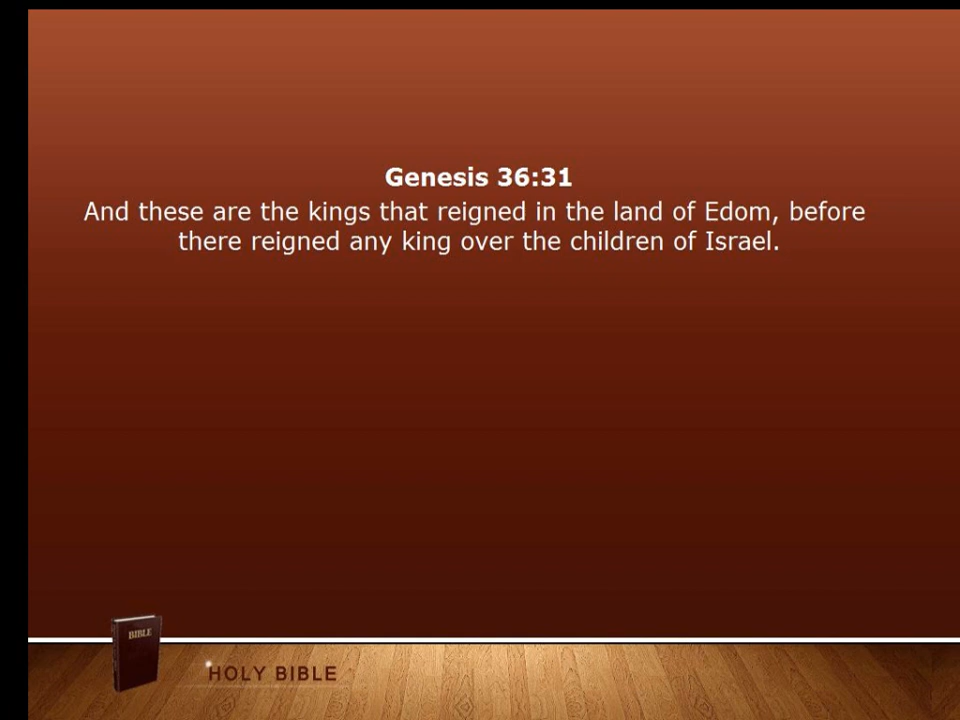 Genesis 36:31
And these are the kings that reigned in the land of Edom, before
there reigned any king over the children of Israel.
BIBLE
HOLY BIBLE